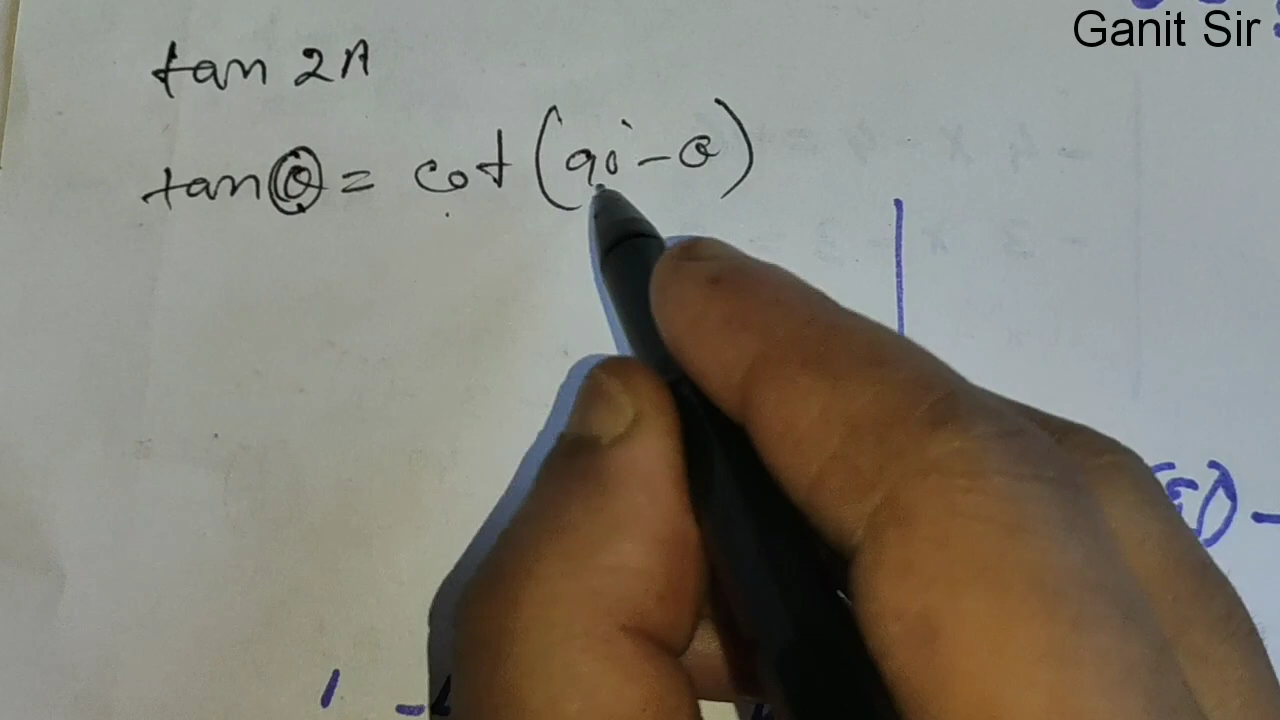 Ganit Sir
tan 2A
tan θ = cot (90° - θ)